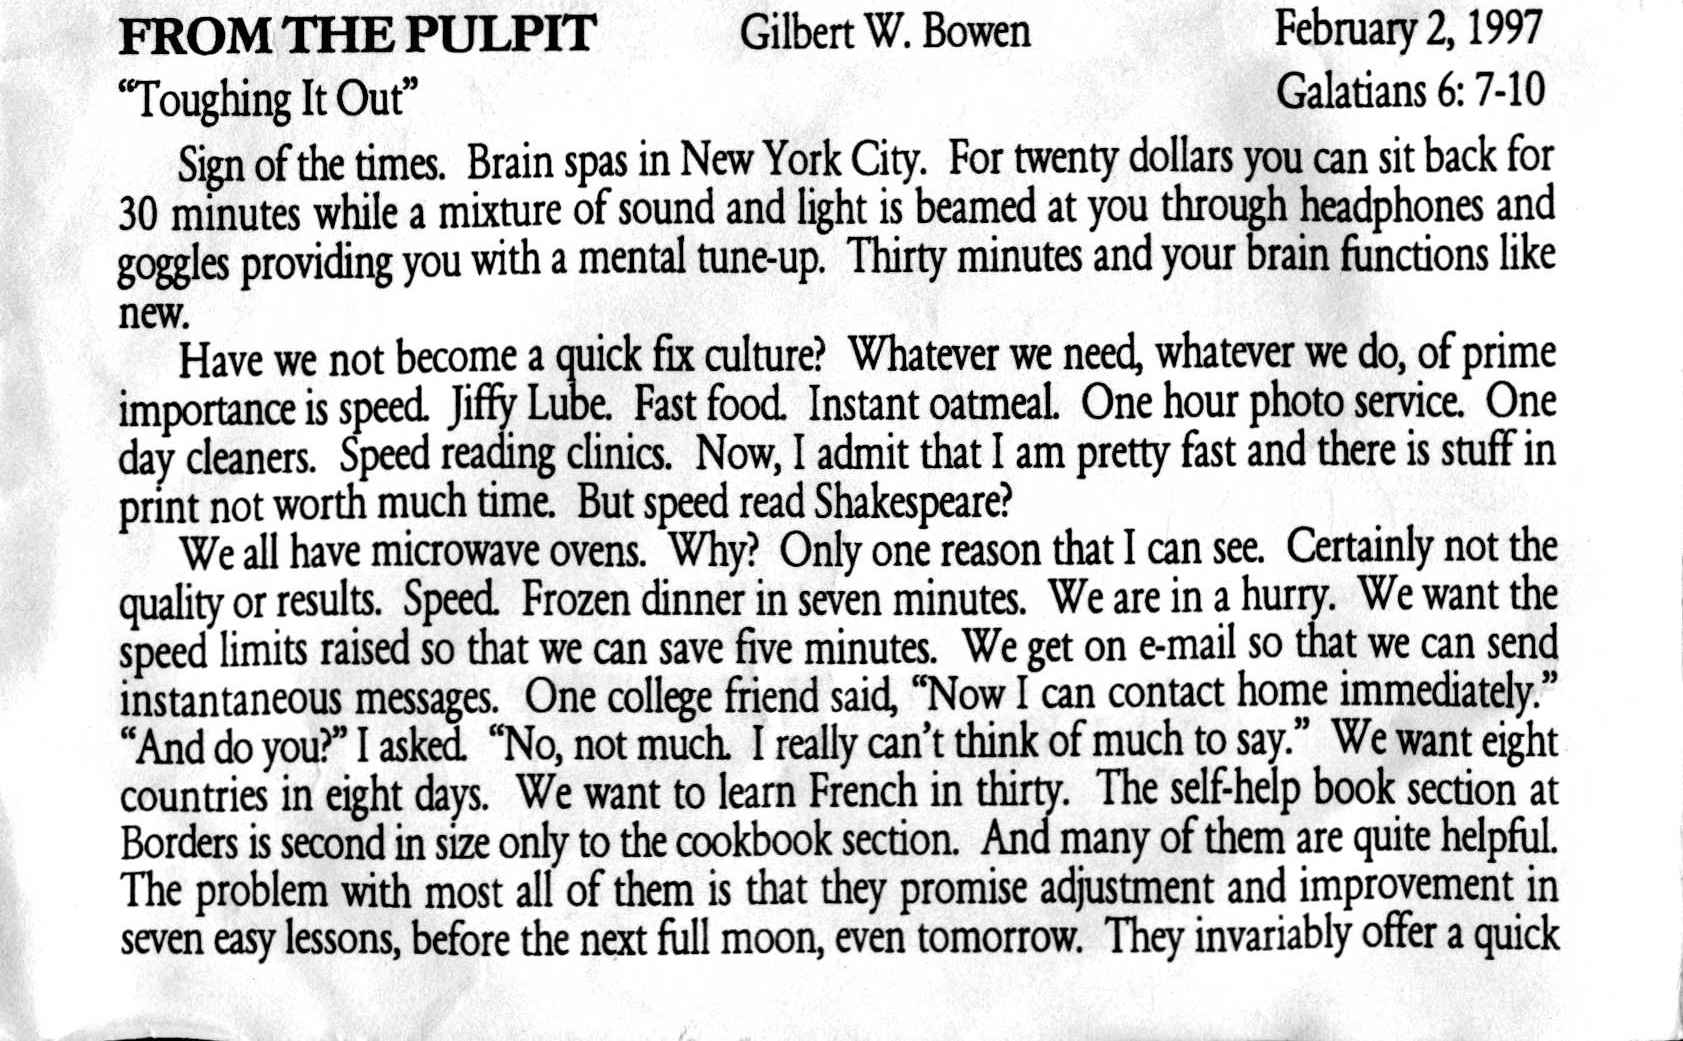 FROM THE PULPIT Gilbert W. Bowen February 2, 1997
“Toughing It Out” Galatians 6: 7-10
Sign of the times. Brain spas in New York City. For twenty dollars you can sit back for
30 minutes while a mixture of sound and light is beamed at you through headphones and
goggles providing you with a mental tune-up. Thirty minutes and your brain functions like
new.
Have we not become a quick fix culture? Whatever we need, whatever we do, of prime
importance is speed. Jiffy Lube. Fast food. Instant oatmeal. One hour photo service. One
day cleaners. Speed reading clinics. Now, I admit that I am pretty fast and there is stuff in
print not worth much time. But speed read Shakespeare?
We all have microwave ovens. Why? Only one reason that I can see. Certainly not the
quality or results. Speed. Frozen dinner in seven minutes. We are in a hurry. We want the
speed limits raised so that we can save five minutes. We get on e-mail so that we can send
instantaneous messages. One college friend said, “Now I can contact home immediately.”
“And do you?” I asked. “No, not much. I really can’t think of much to say.” We want eight
countries in eight days. We want to learn French in thirty. The self-help book section at
Borders is second in size only to the cookbook section. And many of them are quite helpful.
The problem with most all of them is that they promise adjustment and improvement in
seven easy lessons, before the next full moon, even tomorrow. They invariably offer a quick